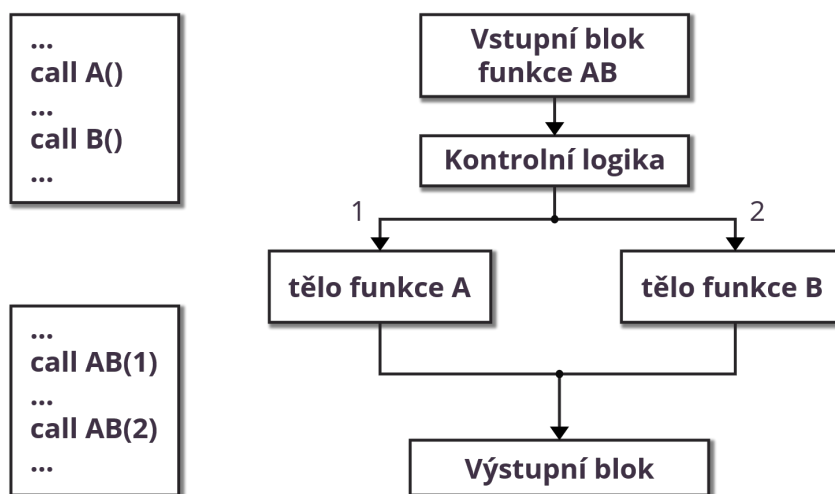 ...
call A()
...
call B()
...
Vstupní blok
funkce AB
Kontrolní logika
1
2
tělo funkce A
tělo funkce B
...
call AB(1)
...
call AB(2)
...
Výstupní blok